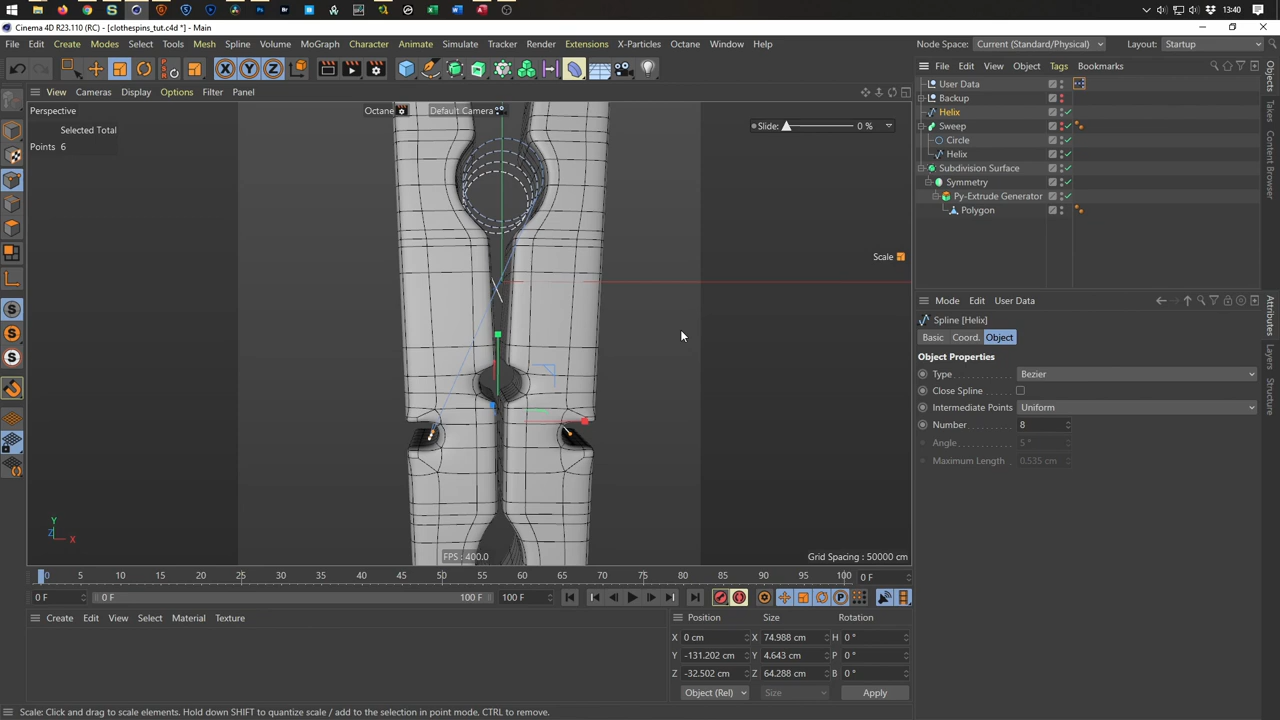 Cinema 4D R23.110 (RC) - [clothespins_tut.c4d *] - Main
File Edit Create Modes Select Tools Mesh Spline Volume MoGraph Character Animate Simulate Tracker Render Extensions X-Particles Octane Window Help
Node Space: Current (Standard/Physical) Layout: Startup
View Cameras Display Options Filter Panel
File Edit View Object Tags Bookmarks
Perspective Octane Default Camera
Selected Total
Points 6
Slide: 0 %
Scale
User Data
Backup
Helix
Sweep
Circle
Helix
Subdivision Surface
Symmetry
Py-Extrude Generator
Polygon
Objects
Takes
Content Browser
Mode Edit User Data
Spline [Helix]
Basic Coord. Object
Object Properties
Type Bezier
Close Spline
Intermediate Points Uniform
Number 8
Angle 5 °
Maximum Length 0.535 cm
Attributes
Layers
Structure
Y
Z X
FPS : 400.0
Grid Spacing : 50000 cm
0 5 10 15 20 25 30 35 40 45 50 55 60 65 70 75 80 85 90 95 100 0 F
0 F 0 F 100 F 100 F
Create Edit View Select Material Texture
Position Size Rotation
X 0 cm X 74.988 cm H 0 °
Y -131.202 cm Y 4.643 cm P 0 °
Z -32.502 cm Z 64.288 cm B 0 °
Object (Rel) Size Apply
Scale: Click and drag to scale elements. Hold down SHIFT to quantize scale / add to the selection in point mode, CTRL to remove.